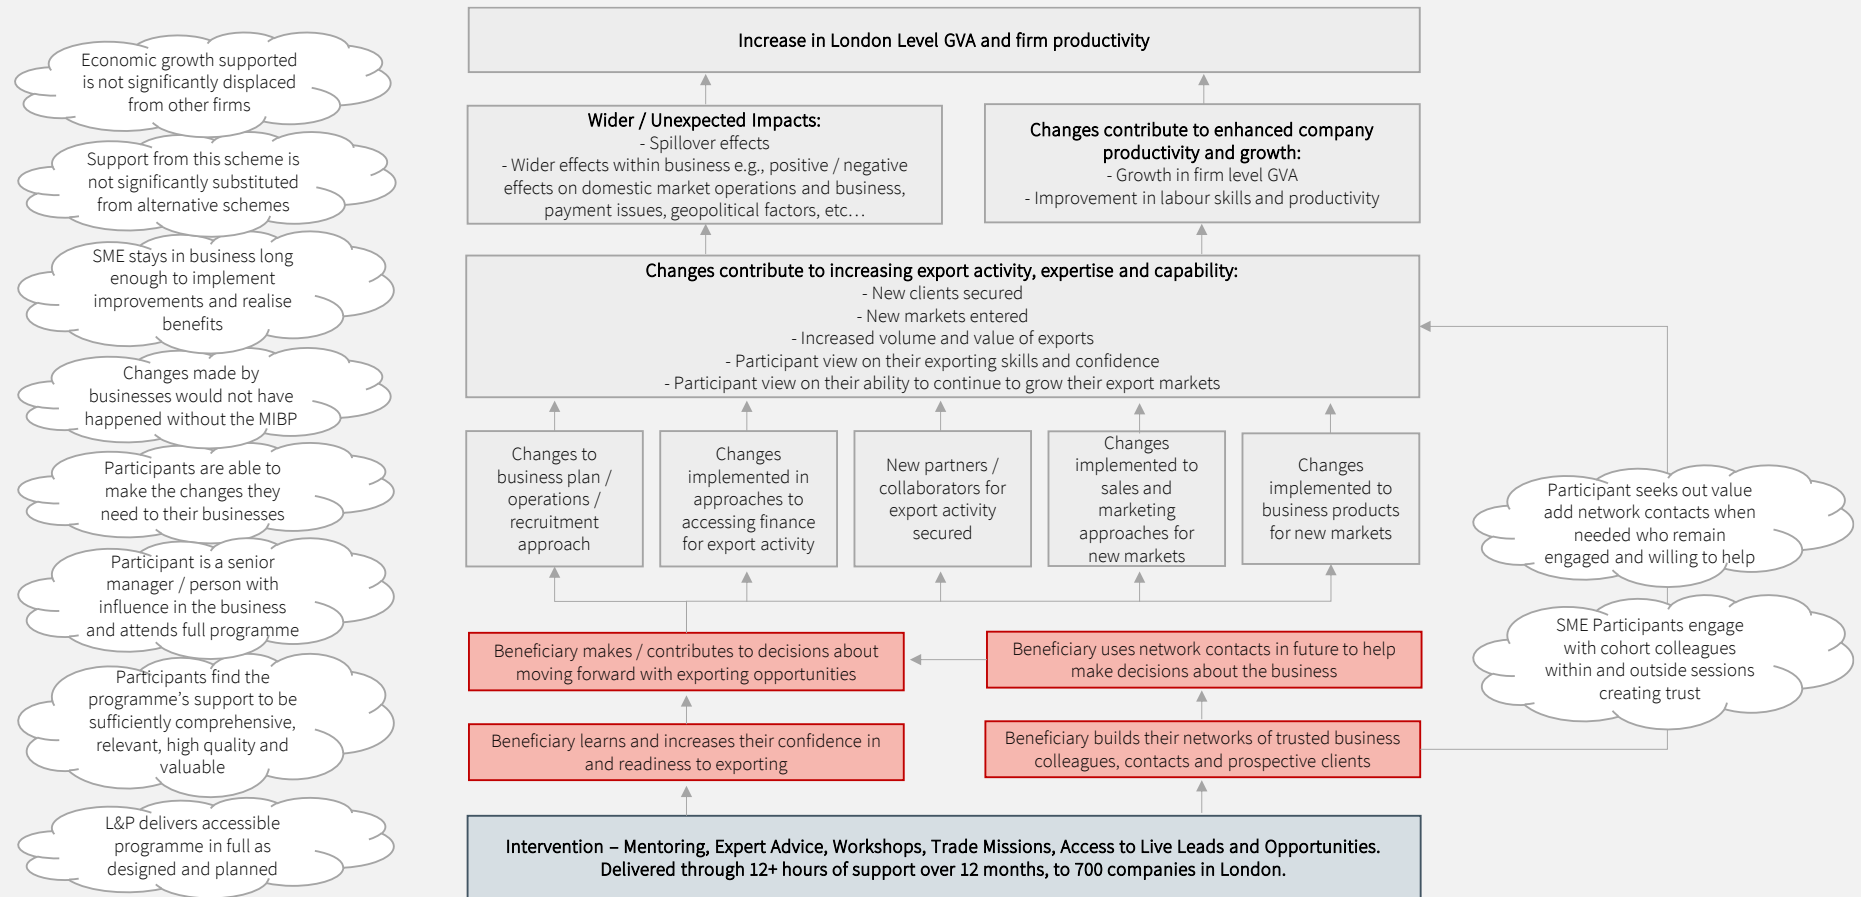 Increase in London Level GVA and firm productivity
Economic growth supported
is not significantly displaced
from other firms
Support from this scheme is
not significantly substituted
from alternative schemes
SME stays in business long
enough to implement
improvements and realise
benefits
Changes made by
businesses would not have
happened without the MIBP
Participants are able to
make the changes they
need to their businesses
Participant is a senior
manager / person with
influence in the business
and attends full programme
Participants find the
programme's support to be
sufficiently comprehensive,
relevant, high quality and
valuable
L&P delivers accessible
programme in full as
designed and planned
Wider / Unexpected Impacts:
- Spillover effects
- Wider effects within business e.g., positive / negative
effects on domestic market operations and business,
payment issues, geopolitical factors, etc…
Changes contribute to enhanced company
productivity and growth:
- Growth in firm level GVA
- Improvement in labour skills and productivity
Changes contribute to increasing export activity, expertise and capability:
- New clients secured
- New markets entered
- Increased volume and value of exports
- Participant view on their exporting skills and confidence
- Participant view on their ability to continue to grow their export markets
Changes to
business plan /
operations /
recruitment
approach
Changes
implemented in
approaches to
accessing finance
for export activity
New partners /
collaborators for
export activity
secured
Changes
implemented to
sales and
marketing
approaches for
new markets
Changes
implemented to
business products
for new markets
Participant seeks out value
add network contacts when
needed who remain
engaged and willing to help
SME Participants engage
with cohort colleagues
within and outside sessions
creating trust
Beneficiary makes / contributes to decisions about
moving forward with exporting opportunities
Beneficiary uses network contacts in future to help
make decisions about the business
Beneficiary learns and increases their confidence in
and readiness to exporting
Beneficiary builds their networks of trusted business
colleagues, contacts and prospective clients
Intervention – Mentoring, Expert Advice, Workshops, Trade Missions, Access to Live Leads and Opportunities.
Delivered through 12+ hours of support over 12 months, to 700 companies in London.